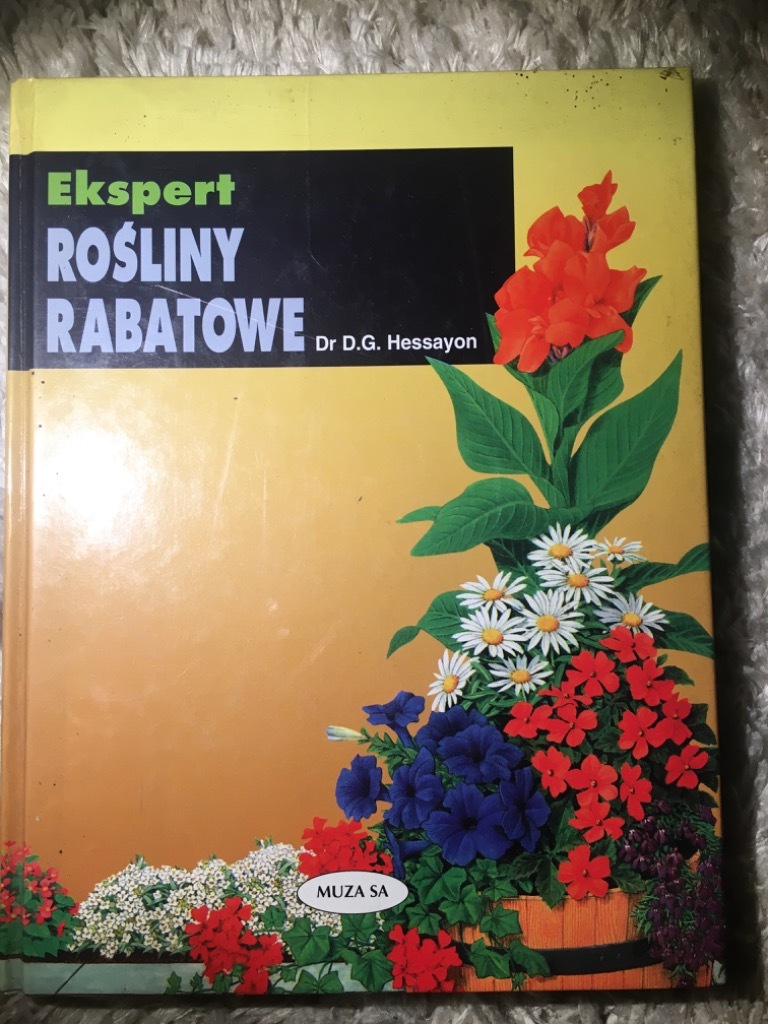 Ekspert
ROŚLINY
RABATOWE Dr D.G. Hessayon
MUZA SA